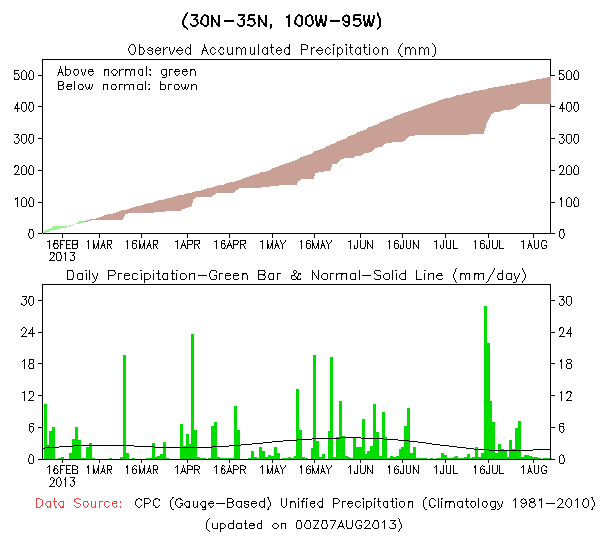 (30N-35N, 100W-95W)
Observed Accumulated Precipitation (mm)
Above normal: green
Below normal: brown
500 500
400 400
300 300
200 200
100 100
0 0
16FEB 1MAR 16MAR 1APR 16APR 1MAY 16MAY 1JUN 16JUN 1JUL 16JUL 1AUG
2013
Daily Precipitation-Green Bar & Normal-Solid Line (mm/day)
30 30
24 24
18 18
12 12
6 6
0 0
16FEB 1MAR 16MAR 1APR 16APR 1MAY 16MAY 1JUN 16JUN 1JUL 16JUL 1AUG
2013
Data Source: CPC (Gauge-Based) Unified Precipitation (Climatology 1981-2010)
(updated on 00Z07AUG2013)